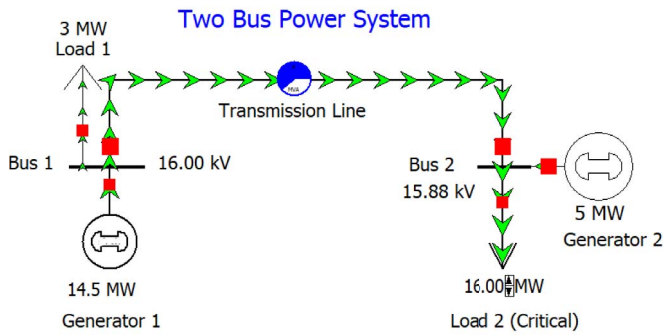 Two Bus Power System
3 MW
Load 1
MVA
Transmission Line
Bus 1
16.00 kV
Bus 2
15.88 kV
5 MW
Generator 2
14.5 MW
Generator 1
16.00 MW
Load 2 (Critical)